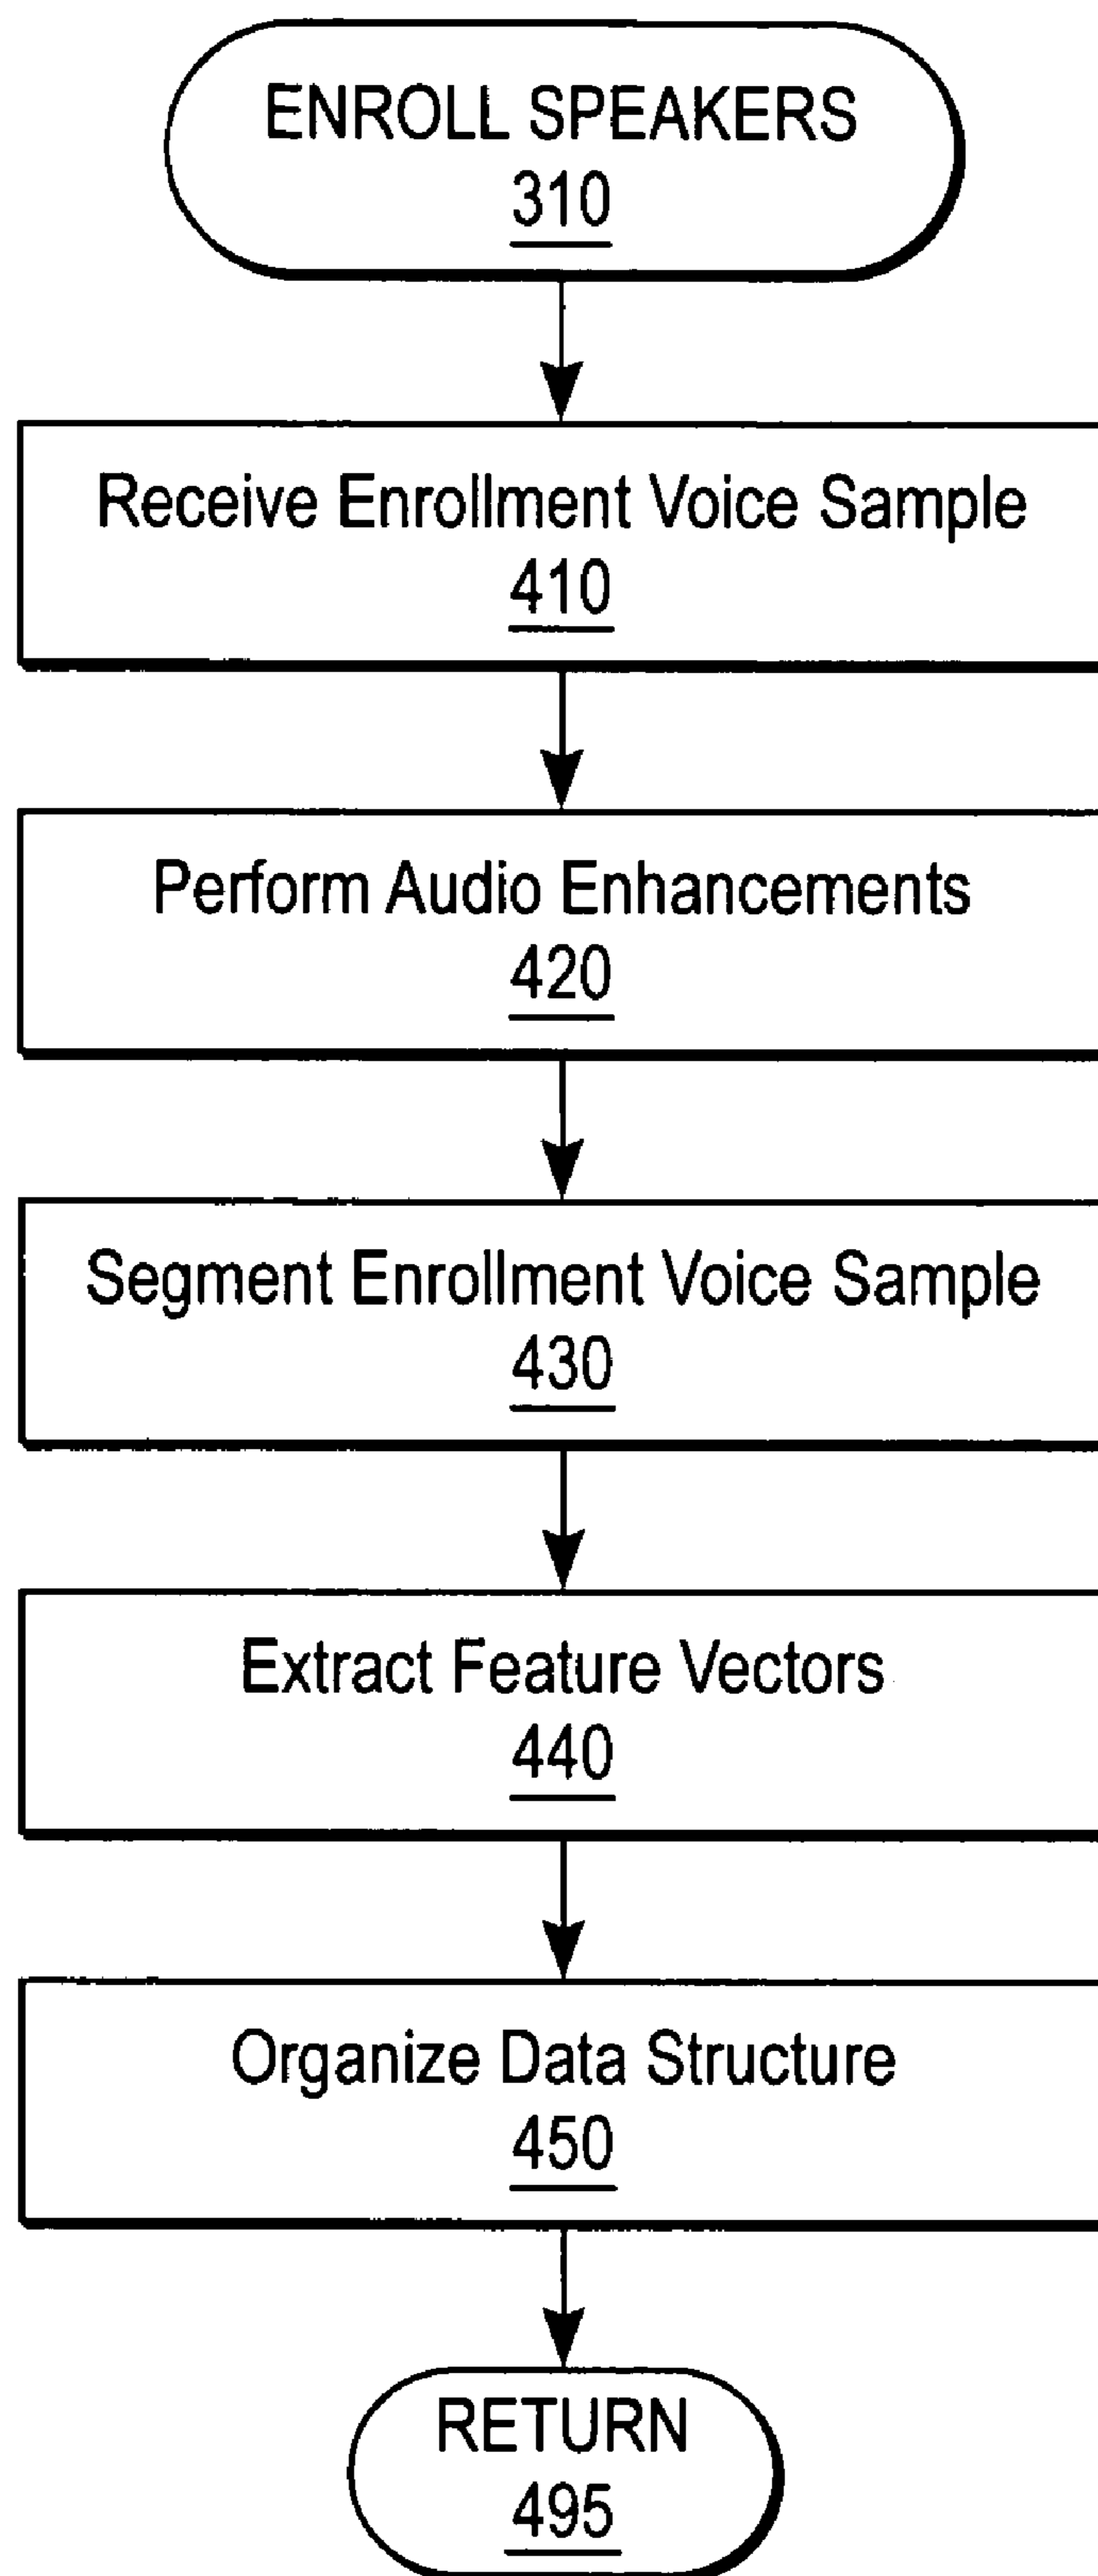 ENROLL SPEAKERS
310
Receive Enrollment Voice Sample
410
Perform Audio Enhancements
420
Segment Enrollment Voice Sample
430
Extract Feature Vectors
440
Organize Data Structure
450
RETURN
495